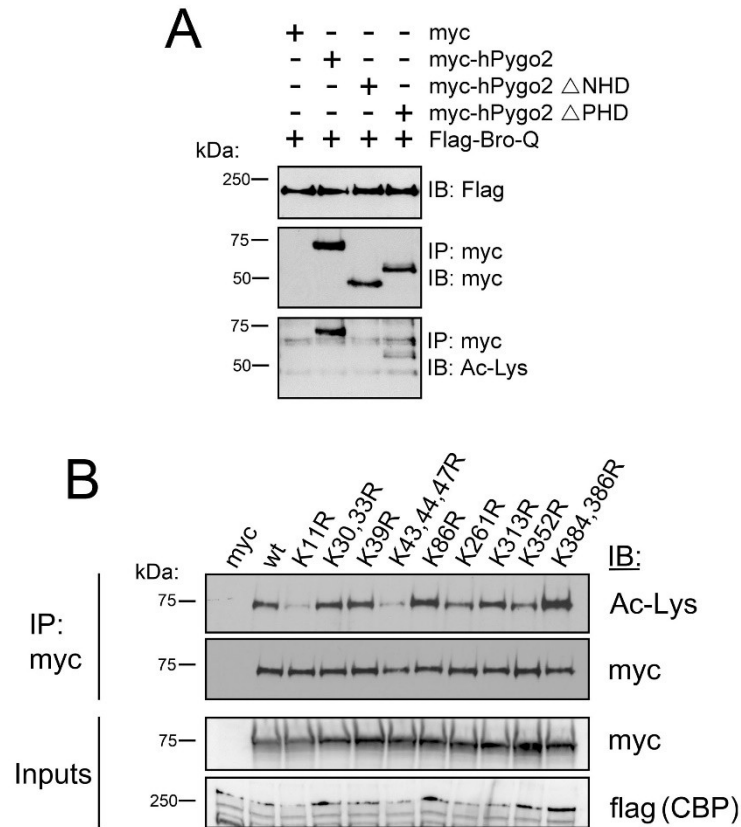 A
+ - - - myc
- + - - myc-hPygo2
- - + - myc-hPygo2 △NHD
- - - + myc-hPygo2 △PHD
+ + + + Flag-Bro-Q
kDa:
250— IB: Flag
75—
50—
IP: myc
IB: myc
75—
50—
IP: myc
IB: Ac-Lys
B
myc wt K11R K30,33R K39R K43,44,47R K86R K261R K313R K352R K384,386R
IB:
kDa:
IP:
myc
75— Ac-Lys
75— myc
Inputs
75— myc
250— flag (CBP)